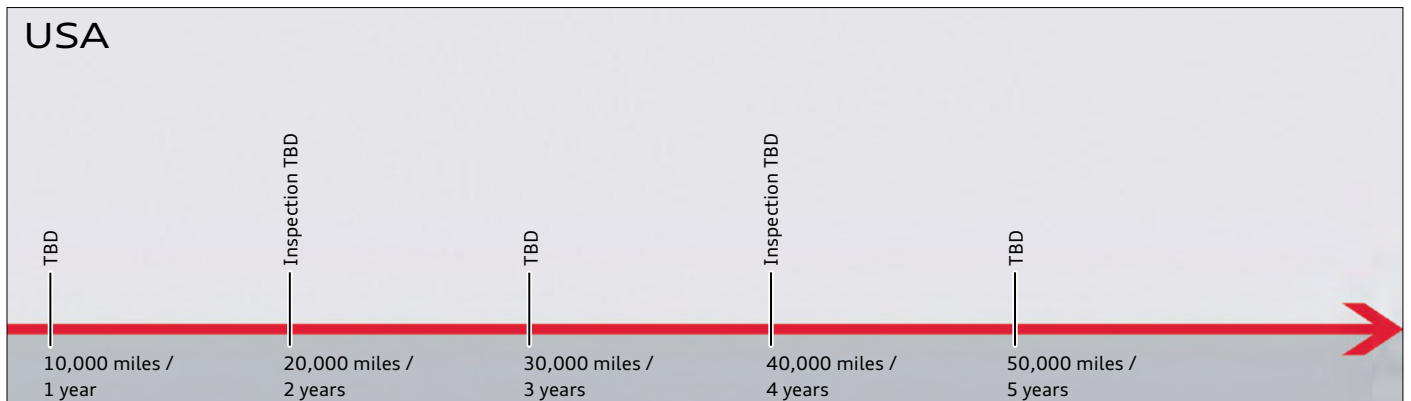 USA
TBD
Inspection TBD
TBD
Inspection TBD
TBD
10,000 miles /
1 year
20,000 miles /
2 years
30,000 miles /
3 years
40,000 miles /
4 years
50,000 miles /
5 years